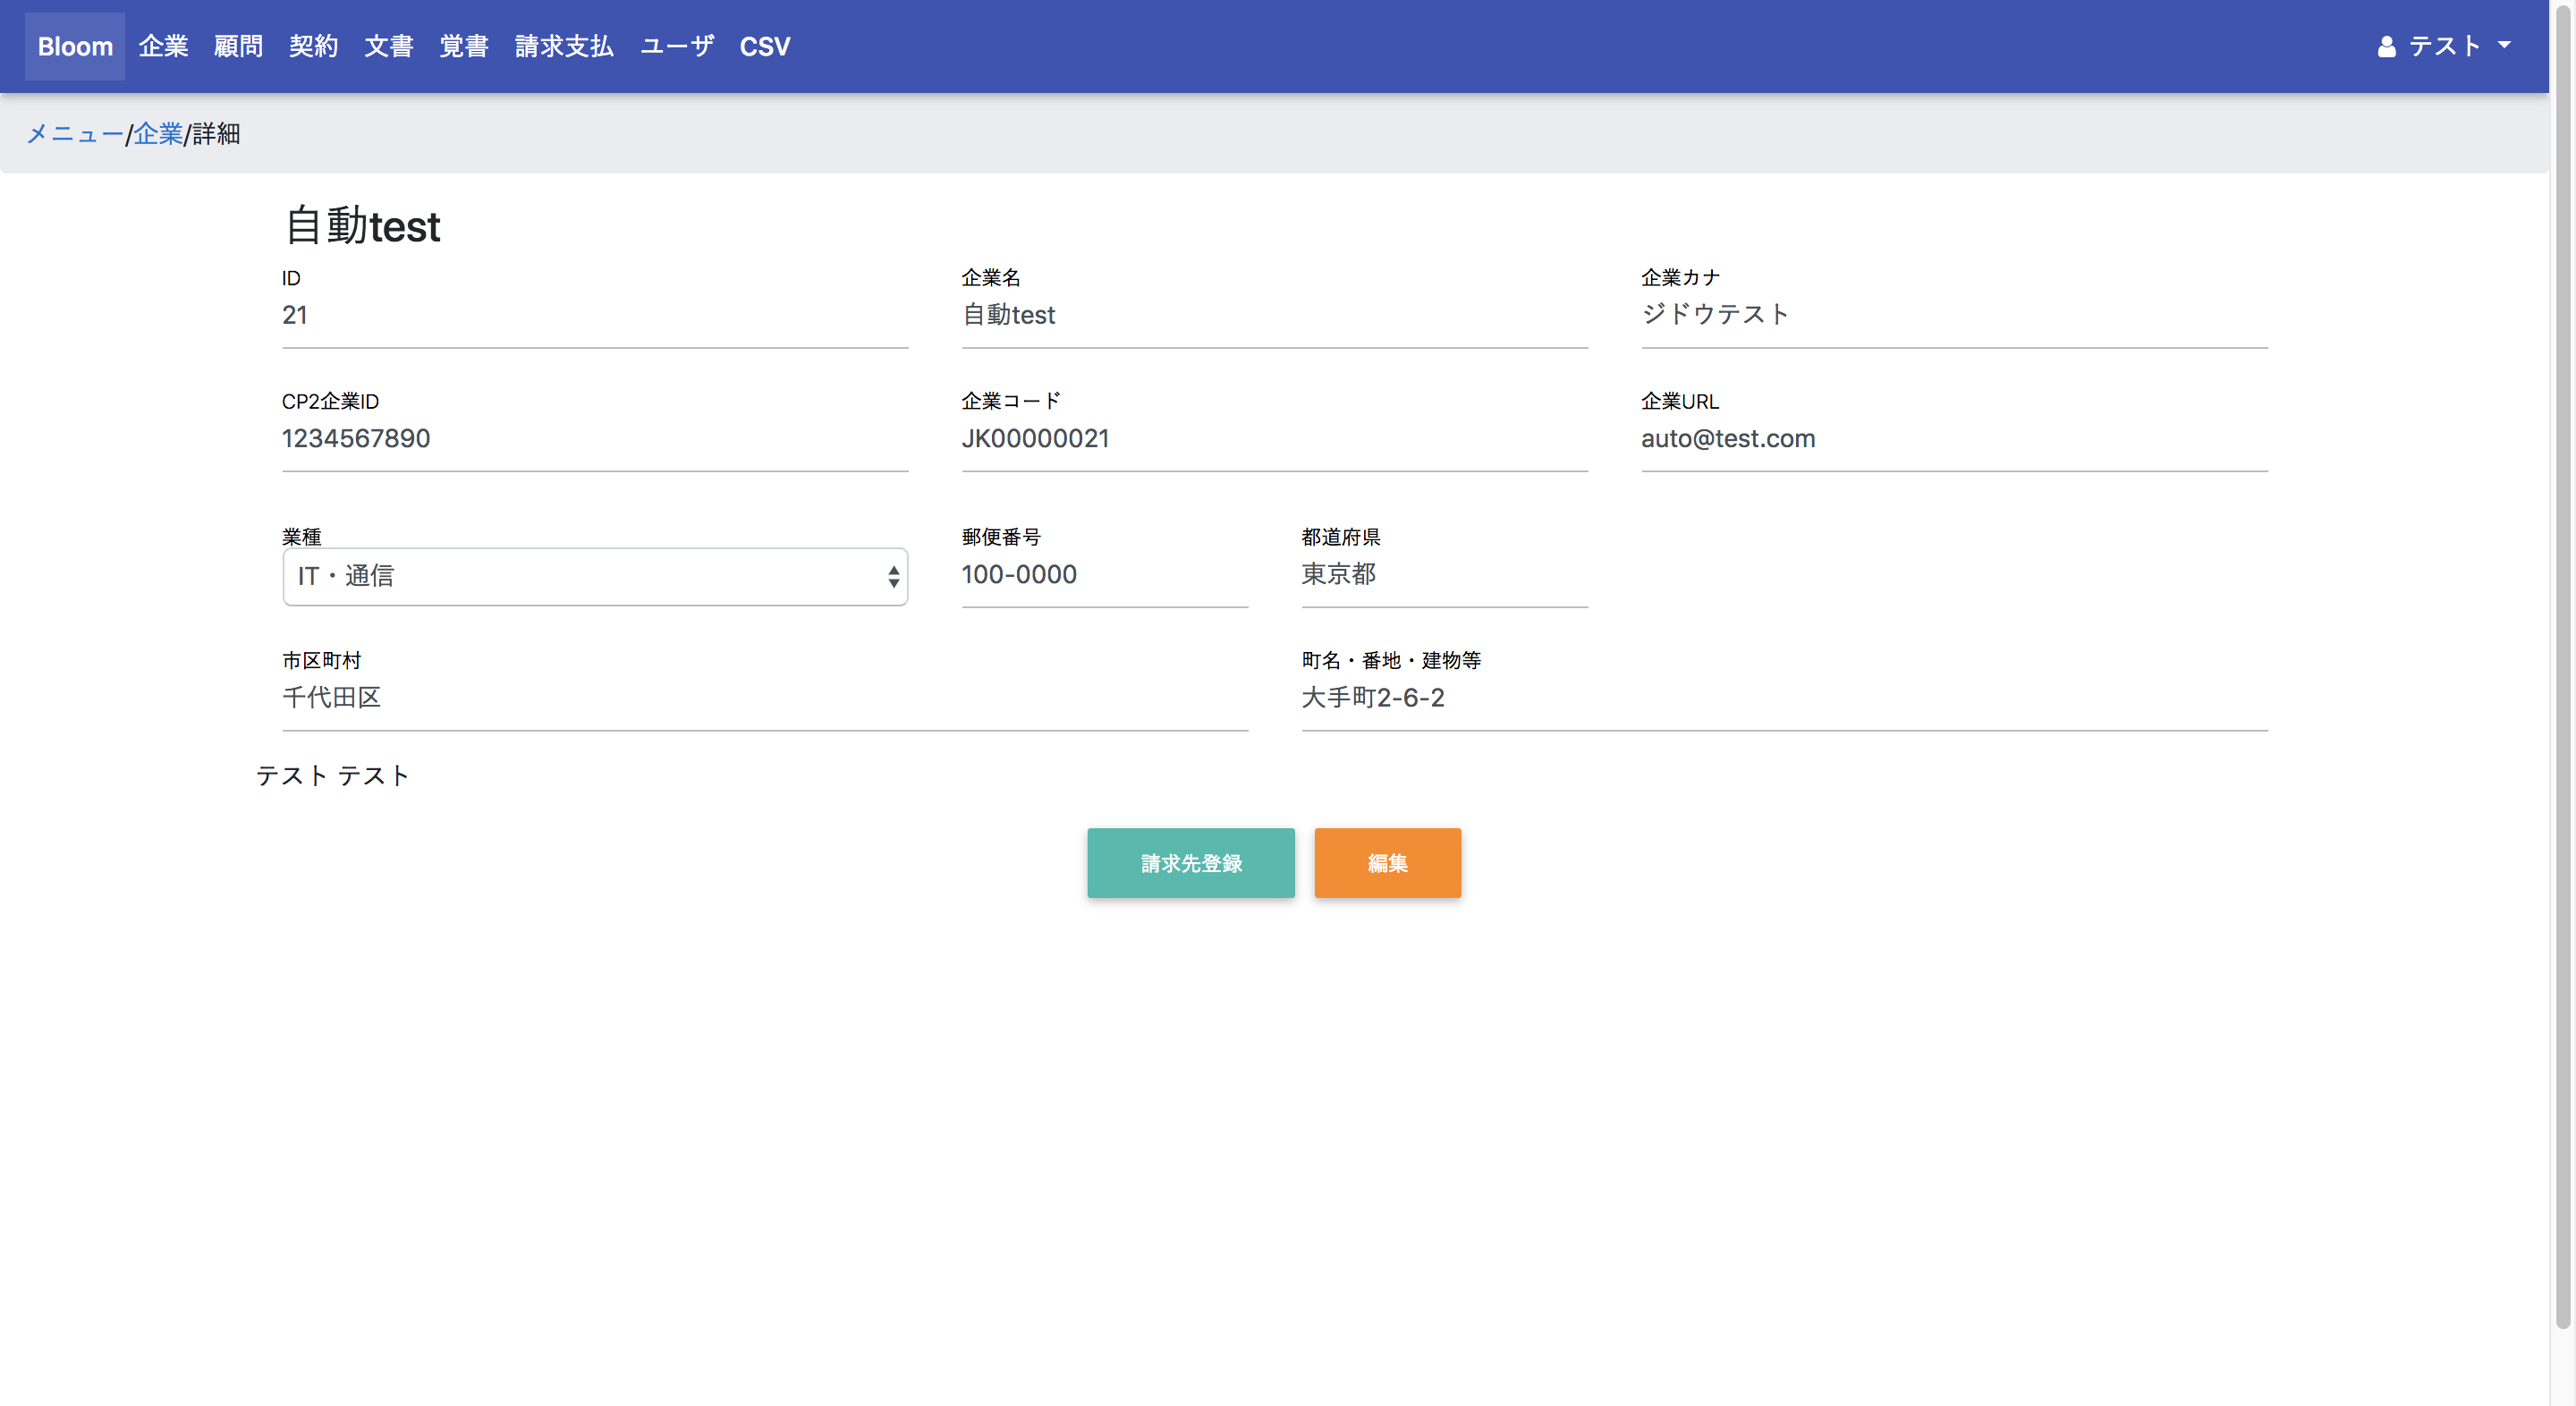 Bloom 企業 顧問 契約 文書 覚書 請求支払 ユーザ CSV テスト
メニュー/企業/詳細
自動test
ID 企業名 企業カナ
21 自動test ジドウテスト
CP2企業ID 企業コード 企業URL
1234567890 JK00000021 auto@test.com
業種 郵便番号 都道府県
IT・通信 100-0000 東京都
市区町村 町名・番地・建物等
千代田区 大手町2-6-2
テスト テスト
請求先登録 編集